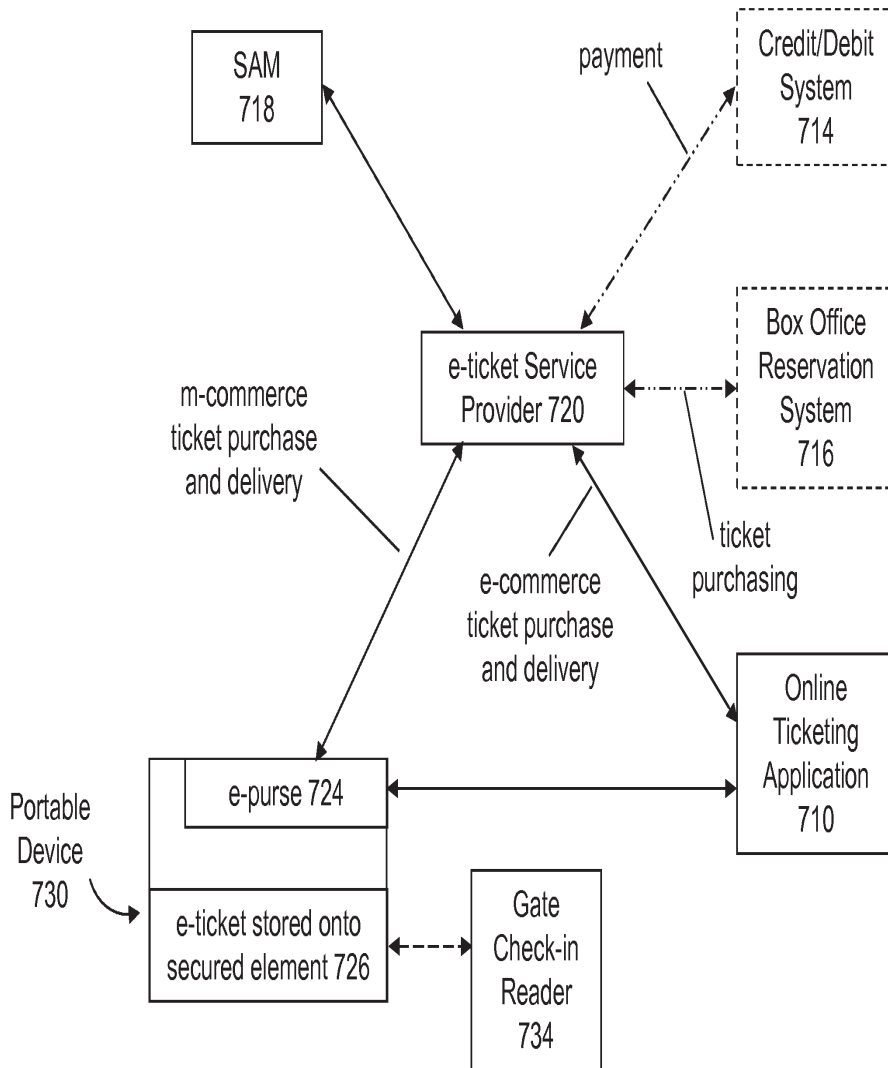 SAM
718
payment
Credit/Debit
System
714
e-ticket Service
Provider 720
Box Office
Reservation
System
716
m-commerce
ticket purchase
and delivery
e-commerce
ticket purchase
and delivery
ticket
purchasing
Online
Ticketing
Application
710
e-purse 724
Portable
Device
730
e-ticket stored onto
secured element 726
Gate
Check-in
Reader
734